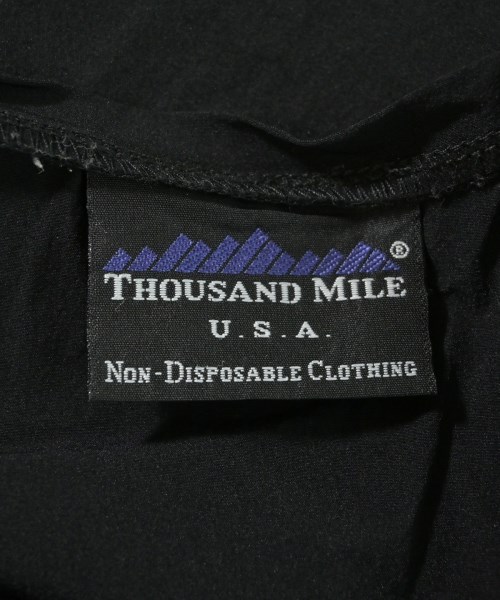 ®
THOUSAND MILE
U.S.A.
NON-DISPOSABLE CLOTHING